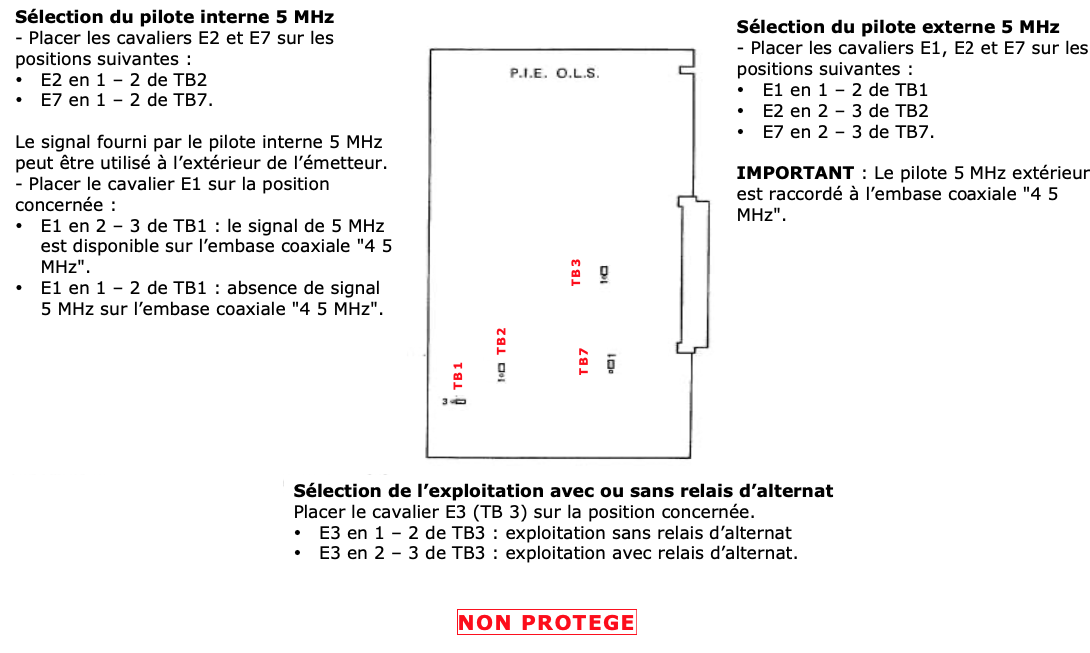 Sélection du pilote interne 5 MHz
- Placer les cavaliers E2 et E7 sur les
positions suivantes :
• E2 en 1 – 2 de TB2
• E7 en 1 – 2 de TB7.
Le signal fourni par le pilote interne 5 MHz
peut être utilisé à l’extérieur de l’émetteur.
- Placer le cavalier E1 sur la position
concernée :
• E1 en 2 – 3 de TB1 : le signal de 5 MHz
est disponible sur l’embase coaxiale "4 5
MHz".
• E1 en 1 – 2 de TB1 : absence de signal
5 MHz sur l’embase coaxiale "4 5 MHz".
P.I.E. O.L.S.
TB3
1
TB2
1
TB7
1
TB1
3
Sélection du pilote externe 5 MHz
- Placer les cavaliers E1, E2 et E7 sur les
positions suivantes :
• E1 en 1 – 2 de TB1
• E2 en 2 – 3 de TB2
• E7 en 2 – 3 de TB7.
IMPORTANT : Le pilote 5 MHz extérieur
est raccordé à l’embase coaxiale "4 5
MHz".
Sélection de l’exploitation avec ou sans relais d’alternat
Placer le cavalier E3 (TB 3) sur la position concernée.
• E3 en 1 – 2 de TB3 : exploitation sans relais d’alternat
• E3 en 2 – 3 de TB3 : exploitation avec relais d’alternat.
NON PROTEGE